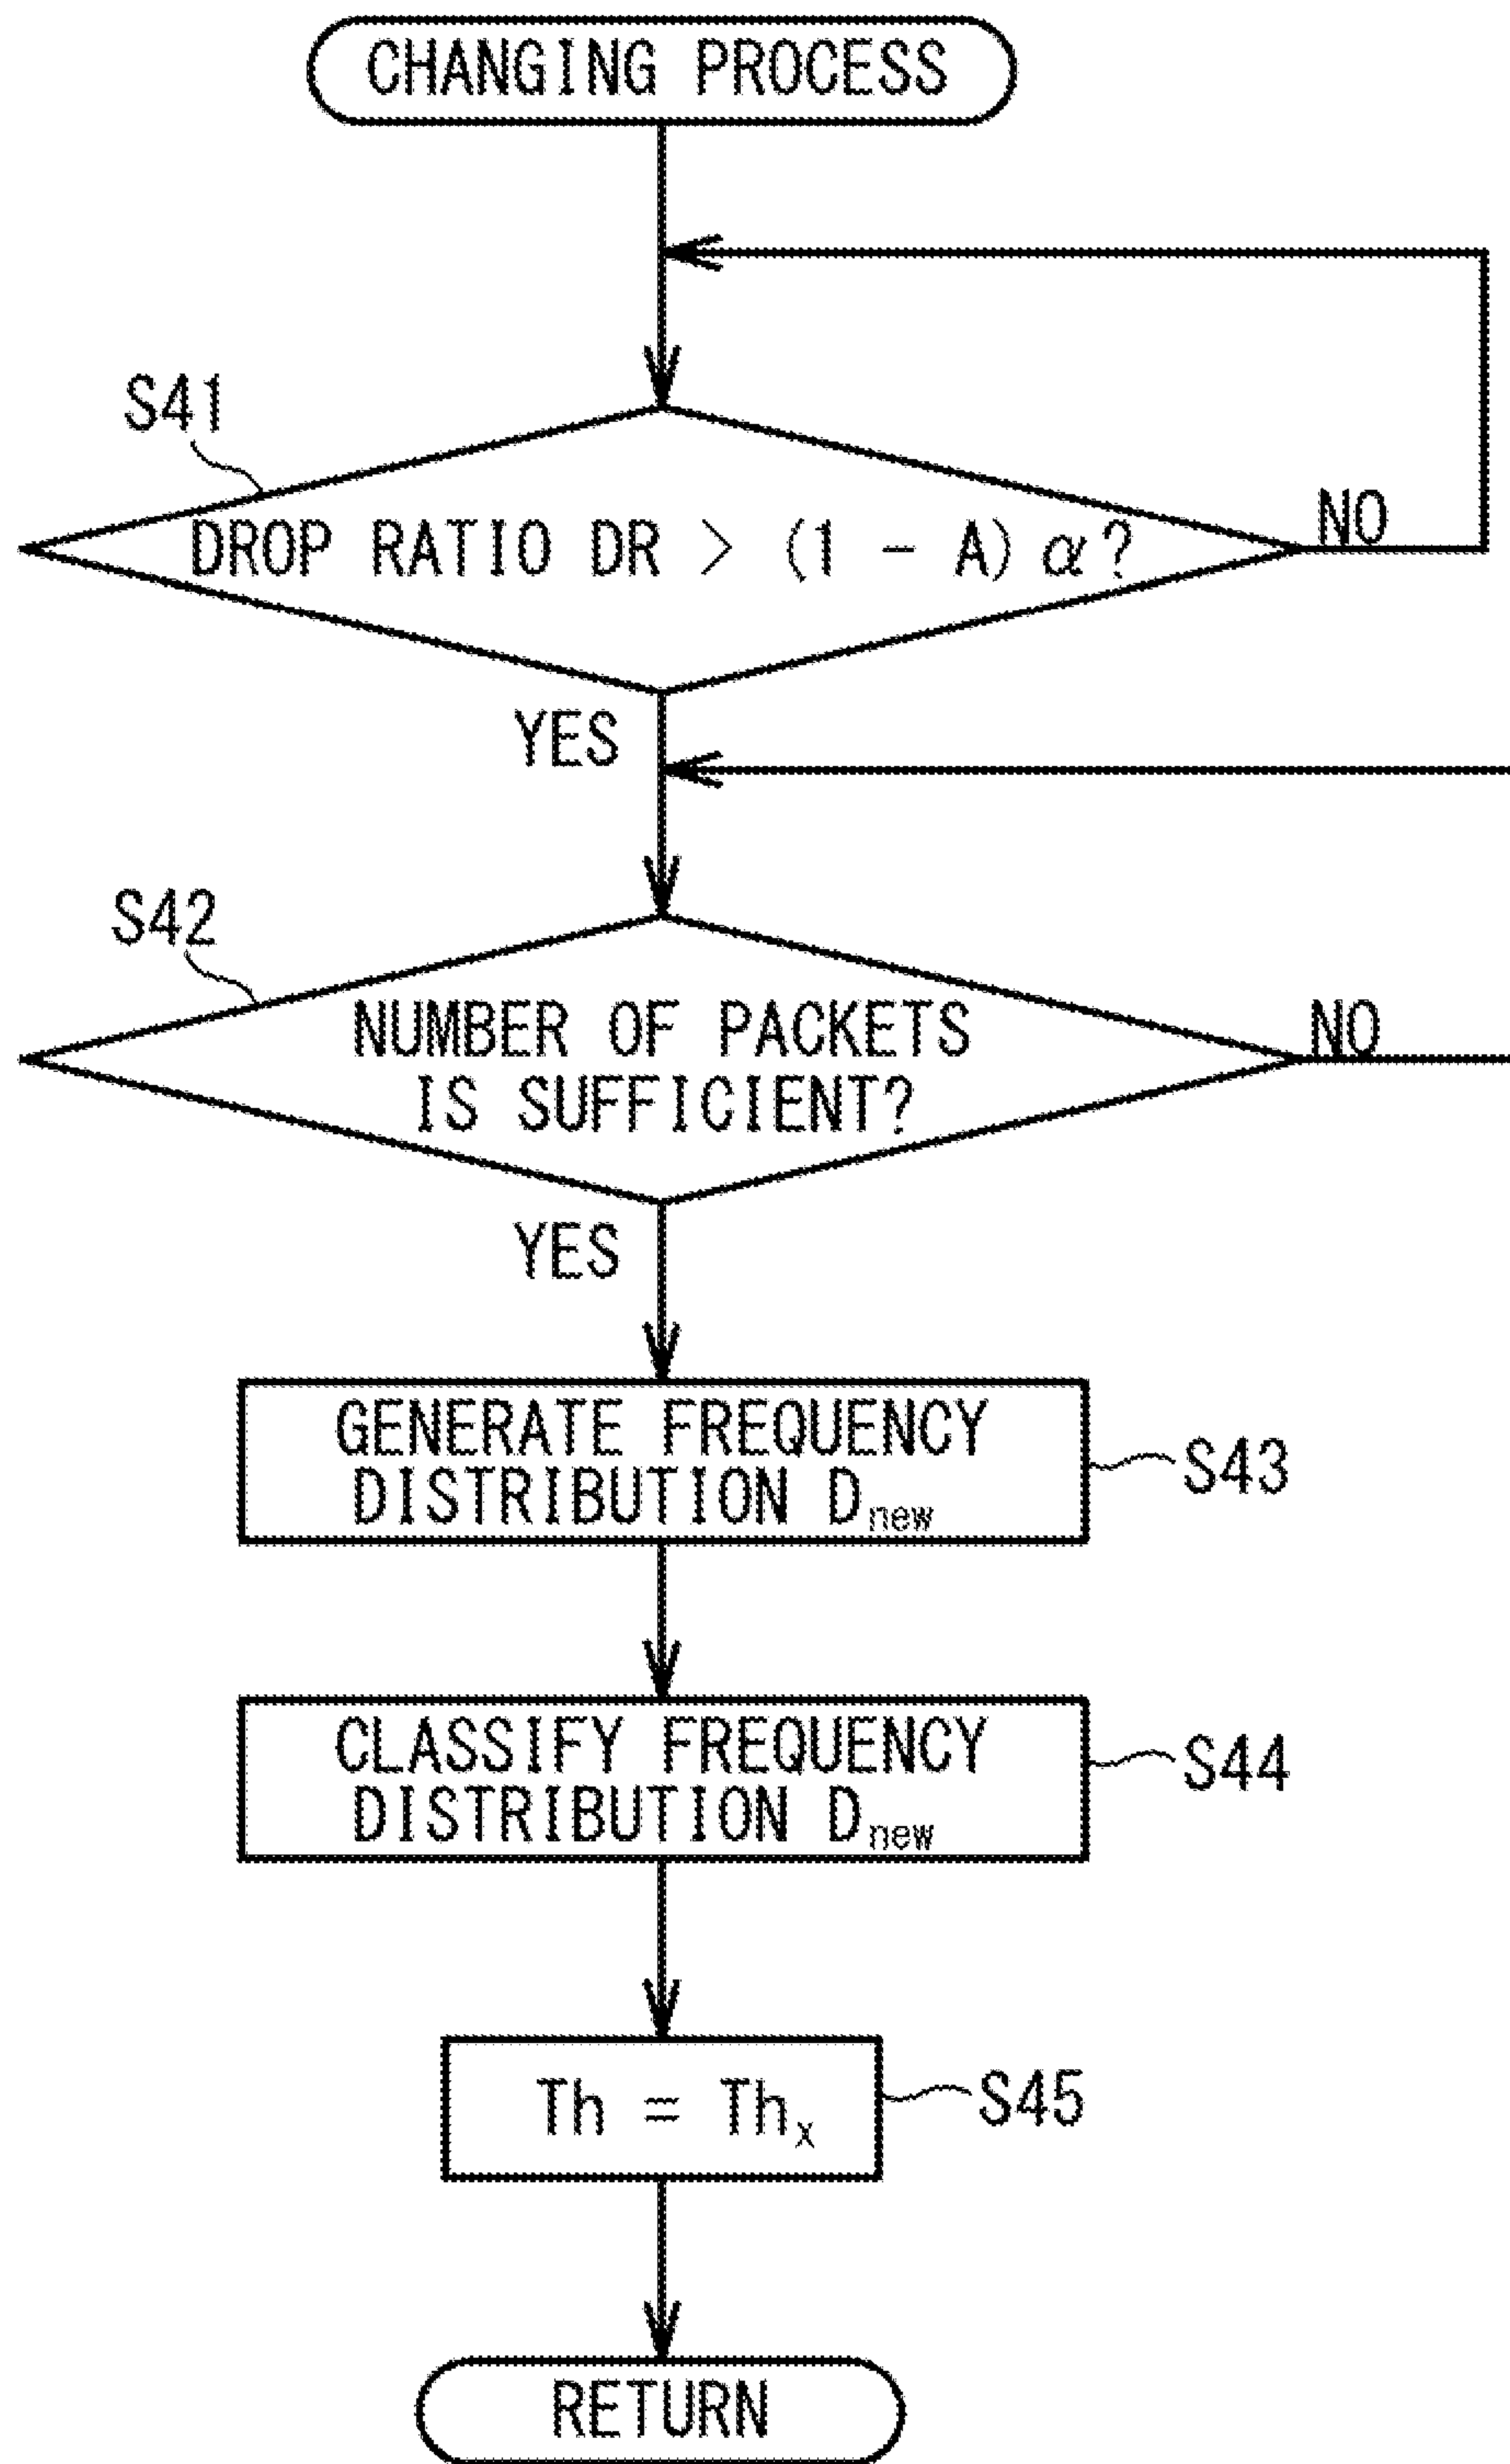 CHANGING PROCESS
S41
DROP RATIO DR > (1 - A) α?
NO
YES
S42
NUMBER OF PACKETS
IS SUFFICIENT?
NO
YES
GENERATE FREQUENCY
DISTRIBUTION Dnew
S43
CLASSIFY FREQUENCY
DISTRIBUTION Dnew
S44
Th = Thx
S45
RETURN